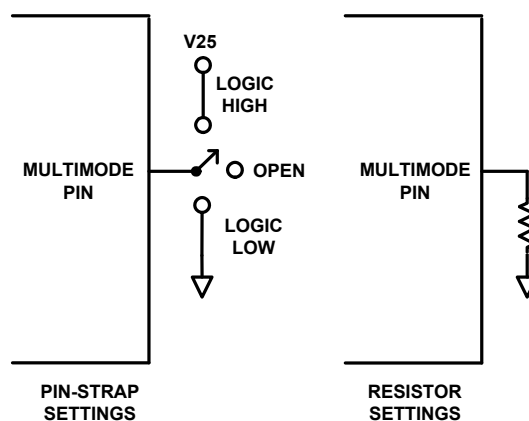 V25
LOGIC
HIGH
MULTIMODE
PIN
OPEN
LOGIC
LOW
PIN-STRAP
SETTINGS
MULTIMODE
PIN
RESISTOR
SETTINGS